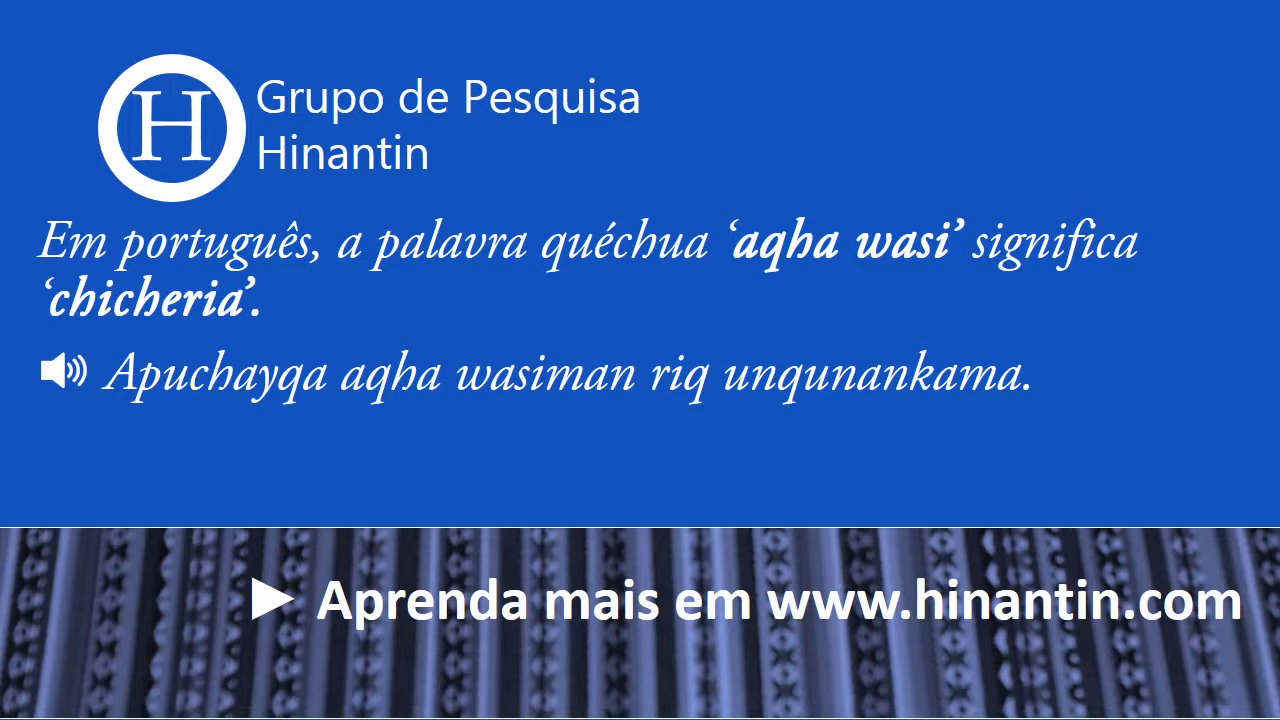 H
Grupo de Pesquisa
Hinantin
Em português, a palavra quéchua ‘aqha wasi’ significa
‘chicheria’.
Apuchayqa aqha wasiman riq unqunankama.
Aprenda mais em www.hinantin.com